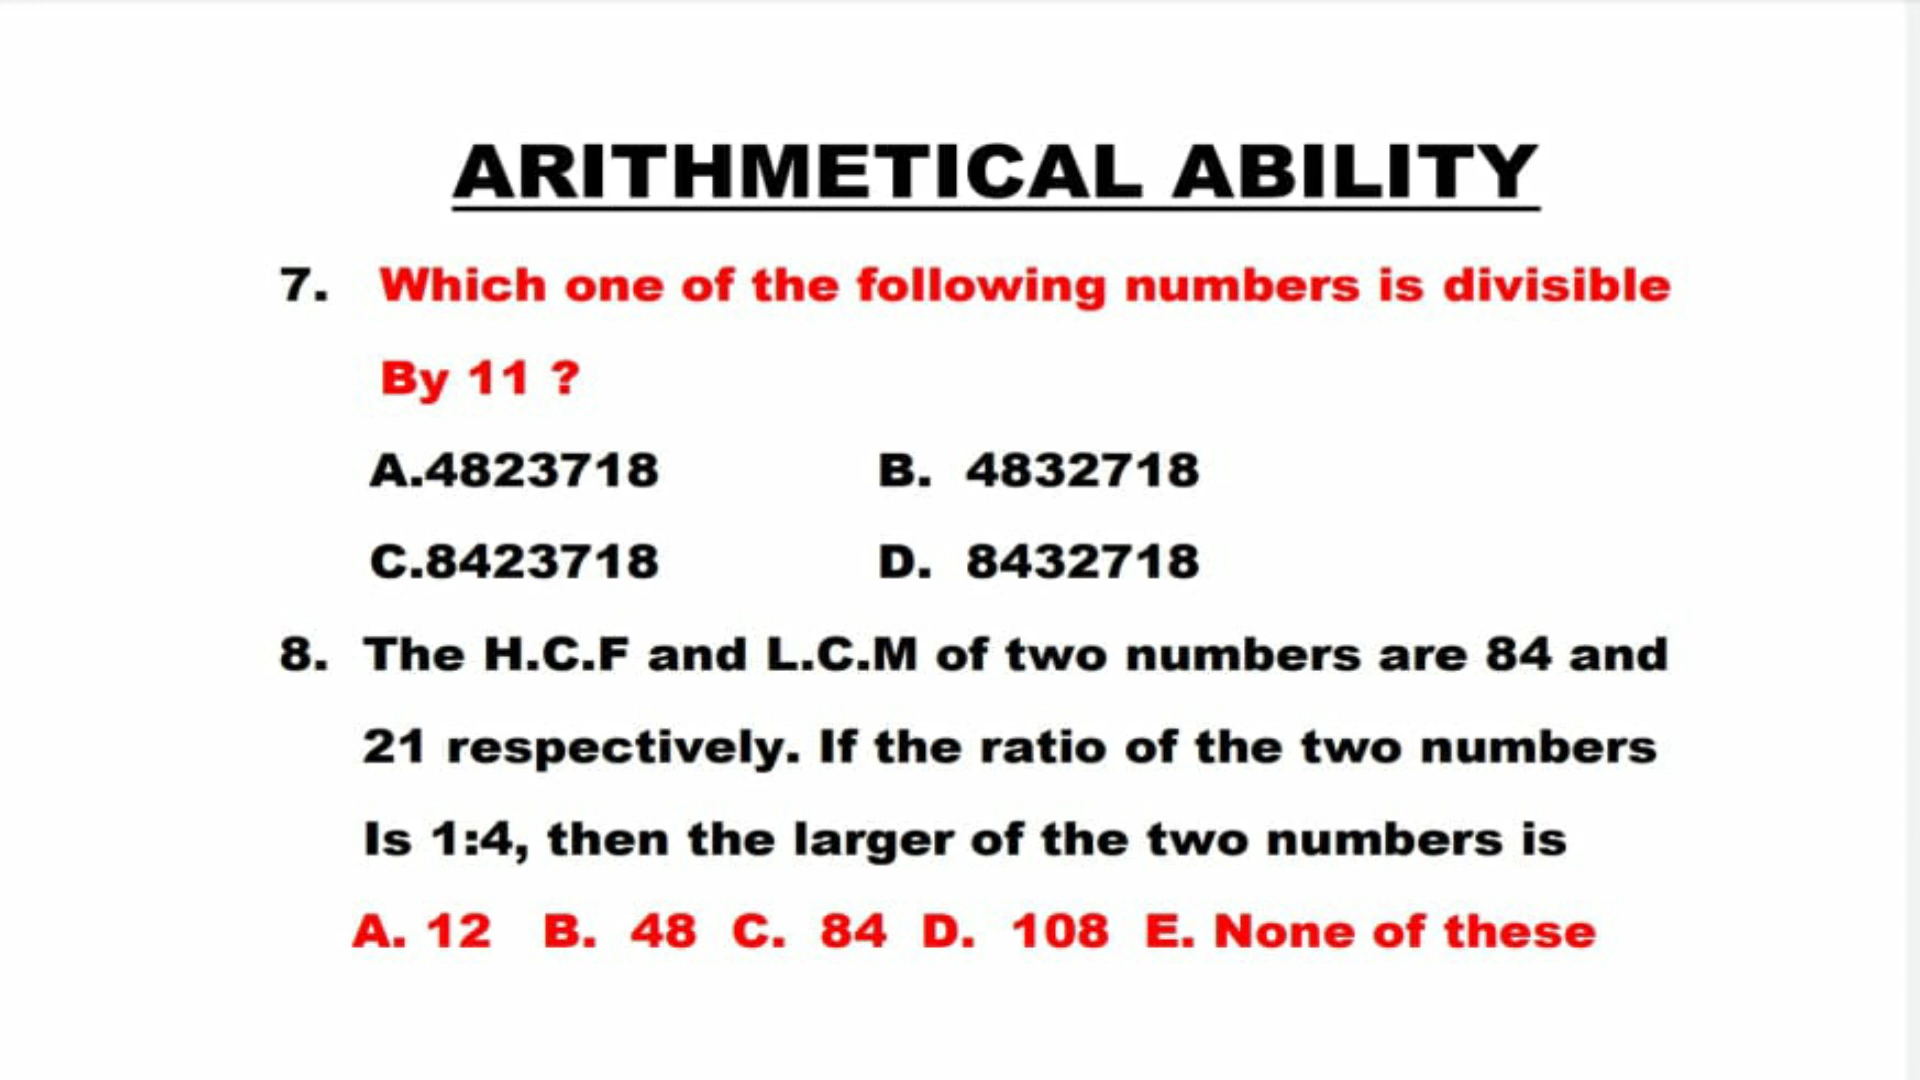 ARITHMETICAL ABILITY
7. Which one of the following numbers is divisible
By 11 ?
A.4823718 B. 4832718
C.8423718 D. 8432718
8. The H.C.F and L.C.M of two numbers are 84 and
21 respectively. If the ratio of the two numbers
Is 1:4, then the larger of the two numbers is
A. 12 B. 48 C. 84 D. 108 E. None of these